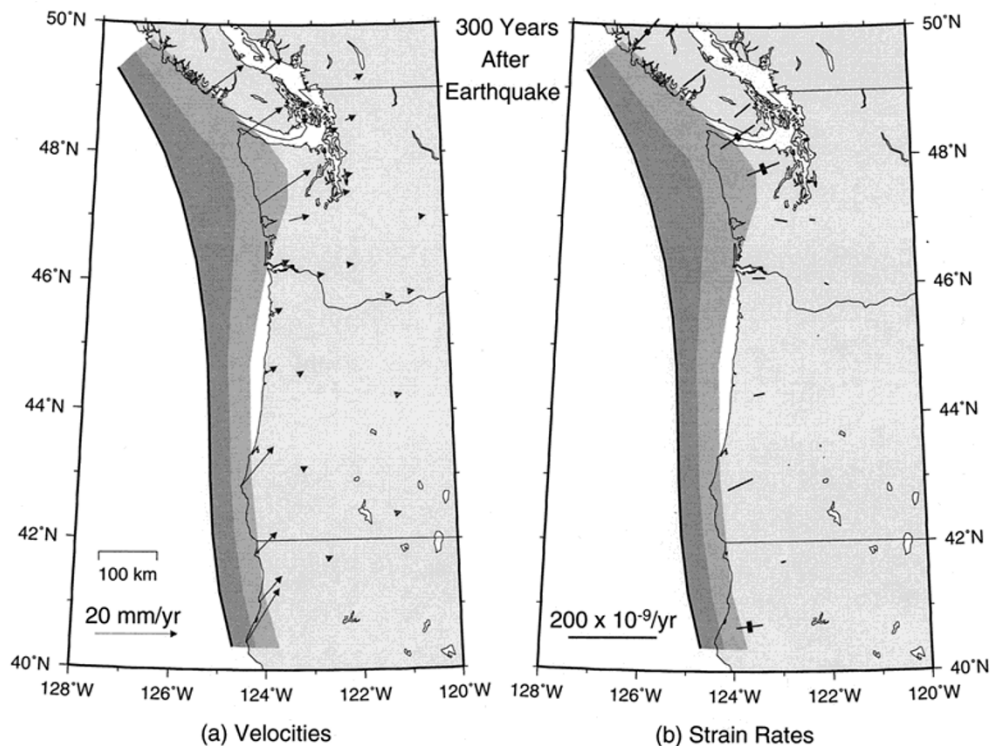 300 Years
After
Earthquake
50˚N
48˚N
46˚N
44˚N
42˚N
40˚N
100 km
20 mm/yr
128˚W
126˚W
124˚W
122˚W
120˚W
(a) Velocities
50˚N
48˚N
46˚N
44˚N
42˚N
40˚N
200 x 10-9/yr
128˚W
126˚W
124˚W
122˚W
120˚W
(b) Strain Rates